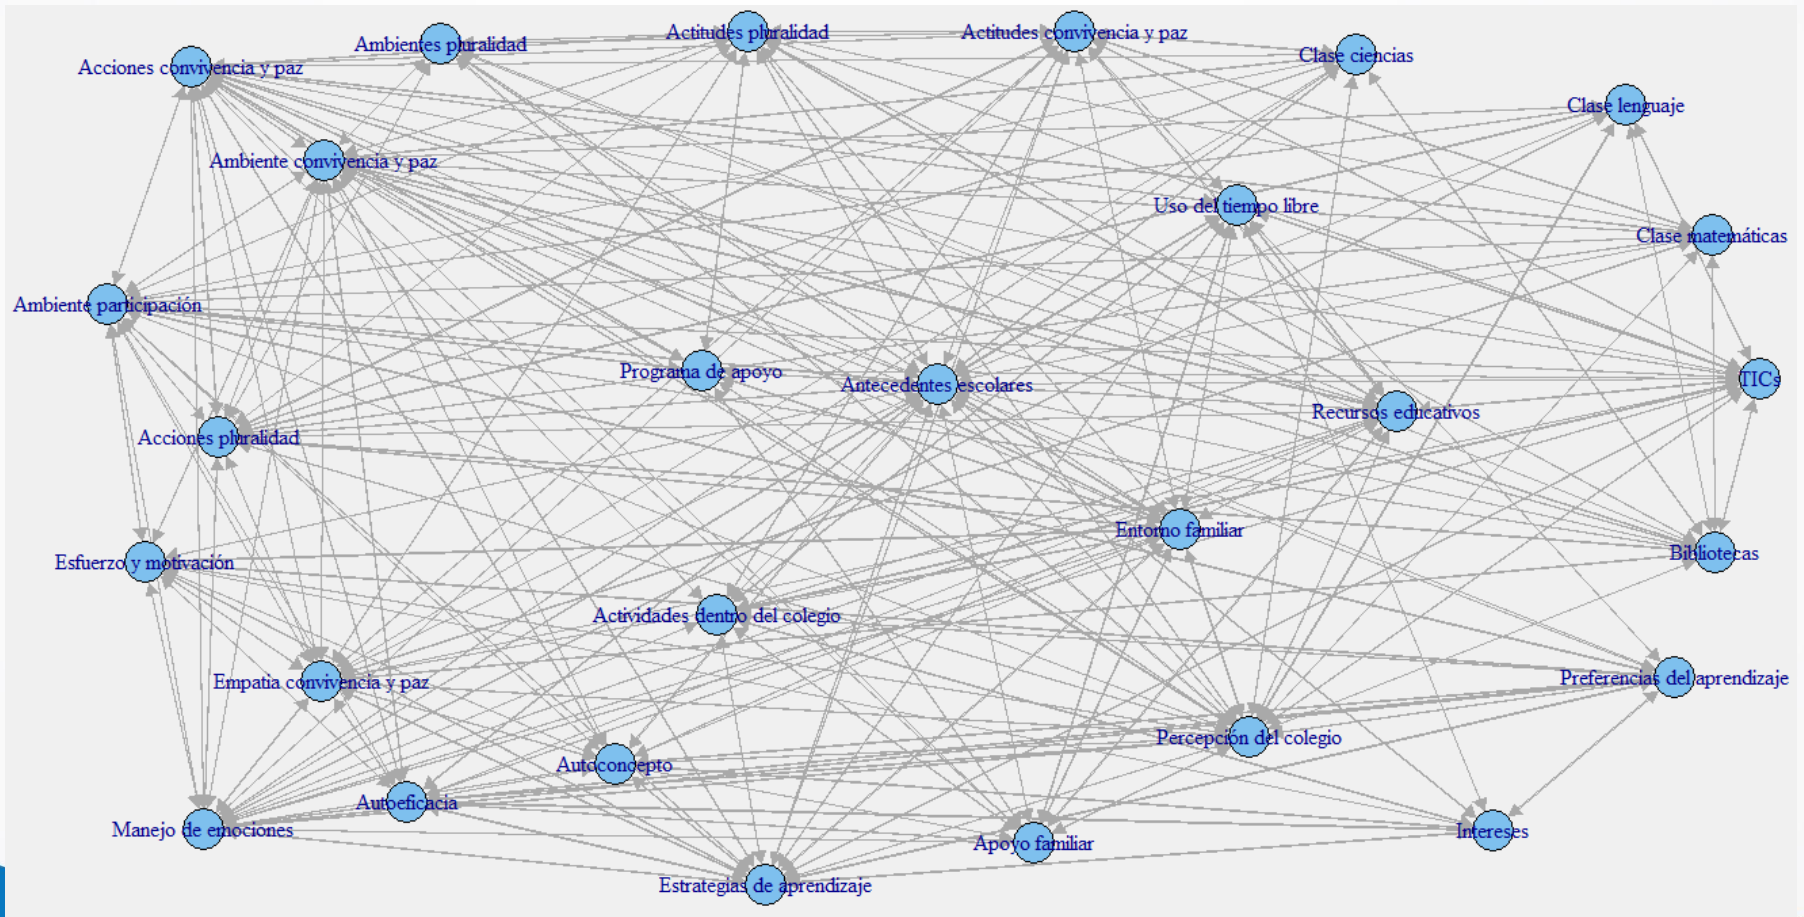 Actitudes pluralidad
Actitudes convivencia y paz
Ambientes pluralidad
Clase ciencias
Acciones convivencia y paz
Clase lenguaje
Ambiente convivencia y paz
Uso del tiempo libre
Clase matemáticas
Ambiente participación
Programa de apoyo
TICs
Antecedentes escolares
Recursos educativos
Acciones pluralidad
Entorno familiar
Bibliotecas
Esfuerzo y motivación
Actividades dentro del colegio
Preferencias del aprendizaje
Empatia convivencia y paz
Percepción del colegio
Autoconcepto
Autoeficacia
Manejo de emociones
Intereses
Apoyo familiar
Estrategias de aprendizaje